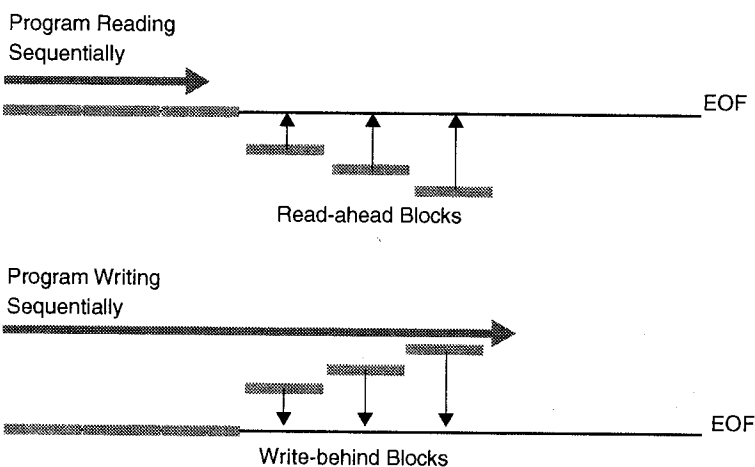 Program Reading
Sequentially
EOF
Read-ahead Blocks
Program Writing
Sequentially
EOF
Write-behind Blocks